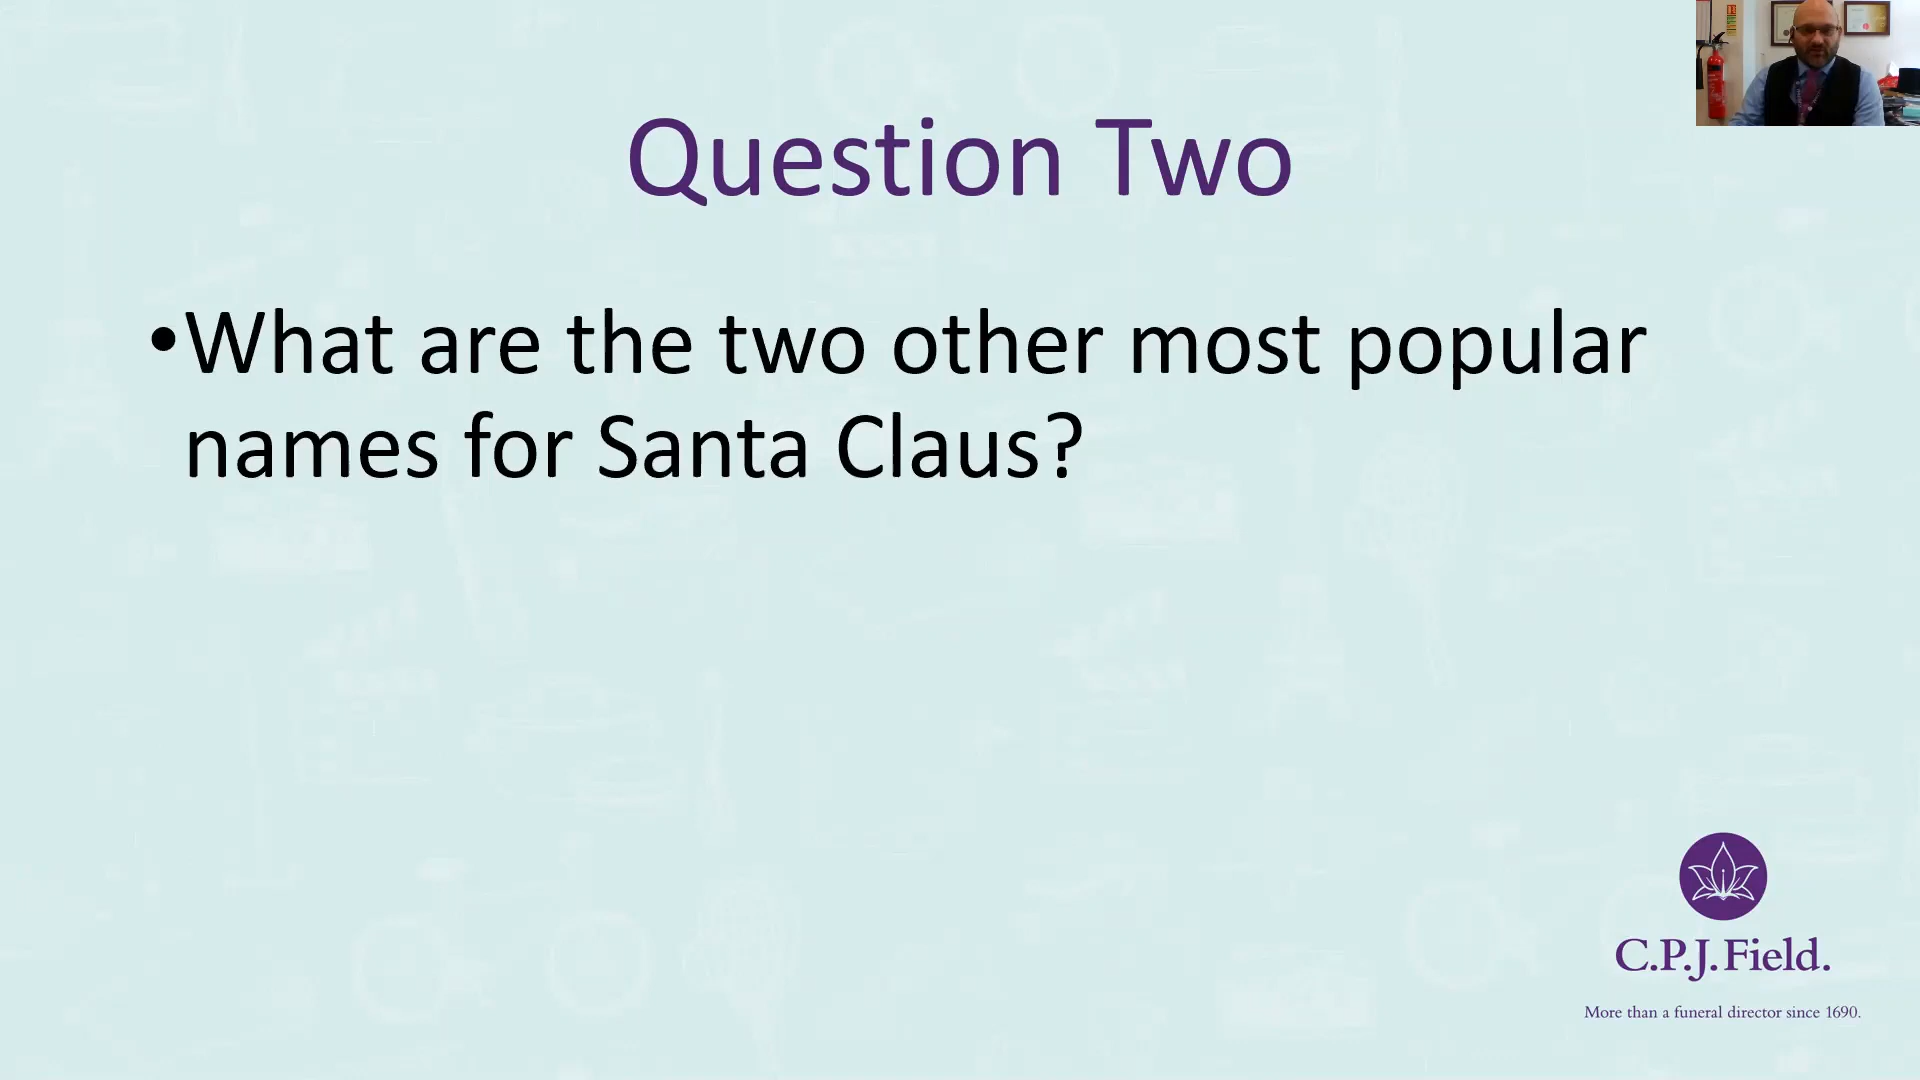 Question Two
•What are the two other most popular
names for Santa Claus?
C.P.J. Field.
More than a funeral director since 1690.